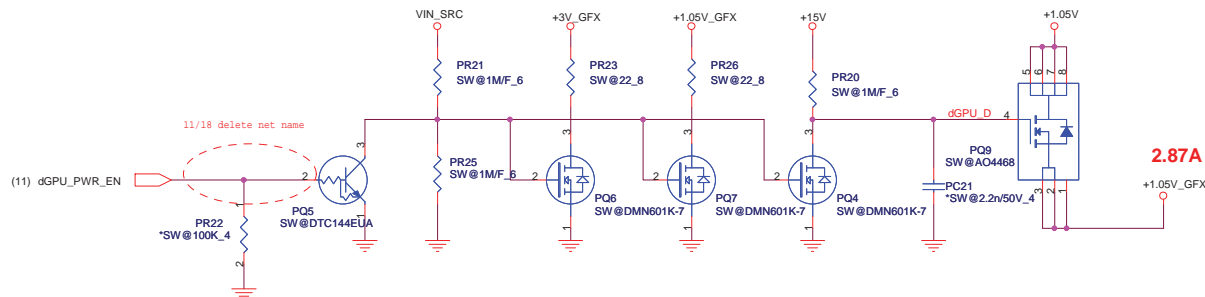 VIN_SRC
+3V_GFX
+1.05V_GFX
+15V
+1.05V
PR21
SW@1M/F_6
PR23
SW@22_8
PR26
SW@22_8
PR20
SW@1M/F_6
5
6
7
8
11/18 delete net name
dGPU_D
4
(11) dGPU_PWR_EN
2
3
1
PQ5
SW@DTC144EUA
1
PR22
*SW@100K_4
2
PR25
SW@1M/F_6
3
2
PQ6
SW@DMN601K-7
1
3
2
PQ7
SW@DMN601K-7
1
3
2
PQ4
SW@DMN601K-7
1
PC21
*SW@2.2n/50V_4
PQ9
SW@AO4468
3
2
1
2.87A
+1.05V_GFX